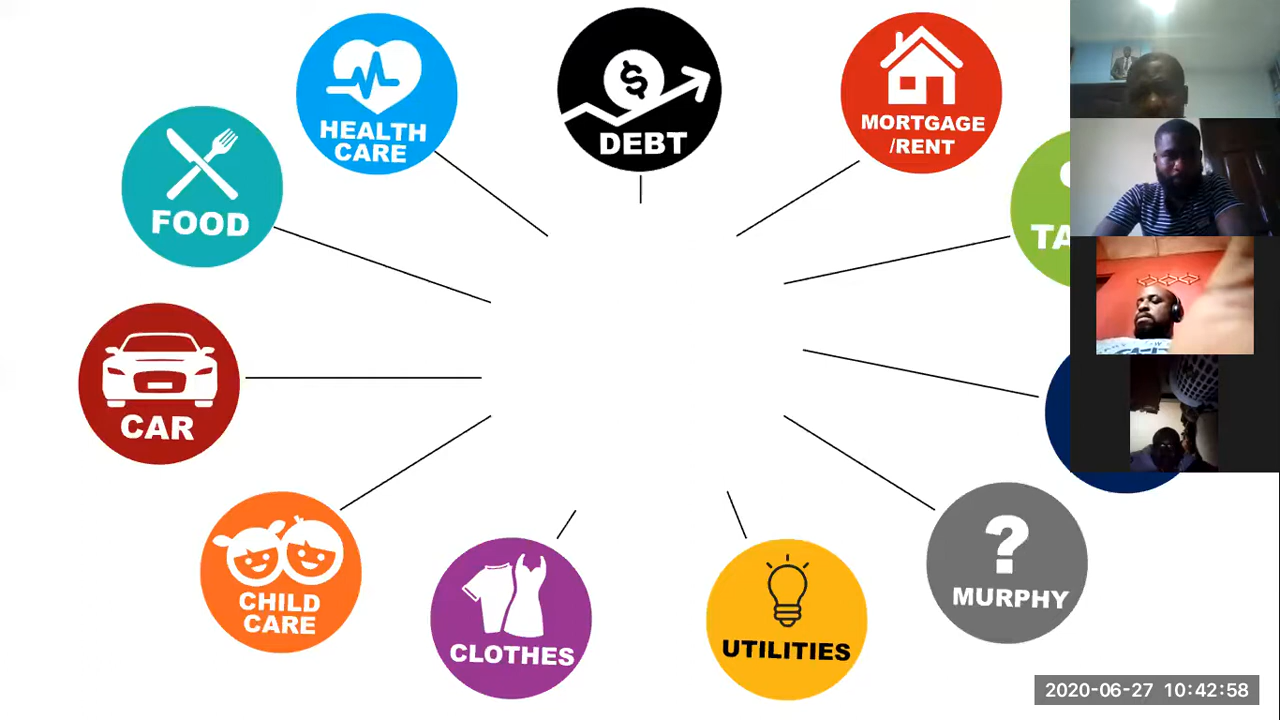 HEALTH
CARE
$
DEBT
MORTGAGE
/RENT
FOOD
CAR
CHILD
CARE
CLOTHES
UTILITIES
?
MURPHY
2020-06-27 10:42:58